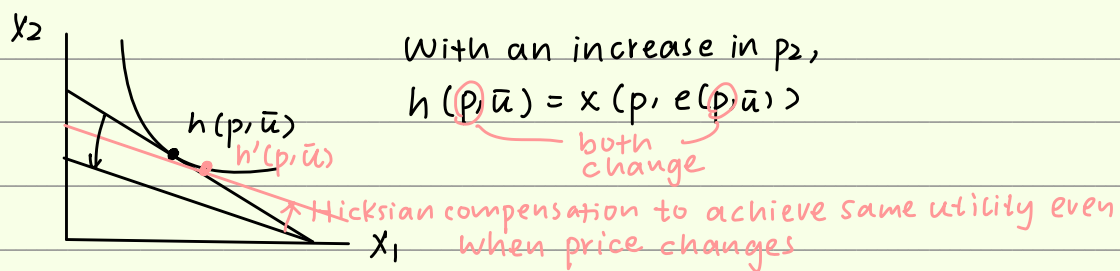 X2
With an increase in p2,
h(p,ū) = x(p, e(p,ū))
h(p,ū)
both
change
h'(p,ū)
Hicksian compensation to achieve same utility even
when price changes
X1